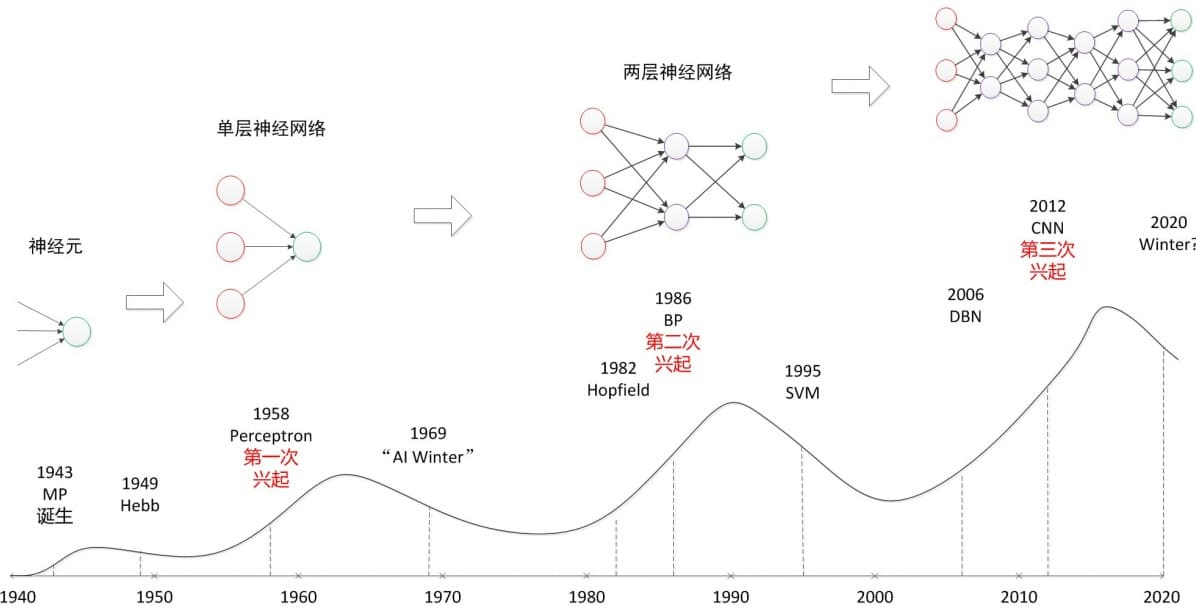 神经元
单层神经网络
两层神经网络
1943
MP
诞生
1949
Hebb
1958
Perceptron
第一次
兴起
1969
“AI Winter”
1982
Hopfield
1986
BP
第二次
兴起
1995
SVM
2006
DBN
2012
CNN
第三次
兴起
2020
Winter?
1940 1950 1960 1970 1980 1990 2000 2010 2020